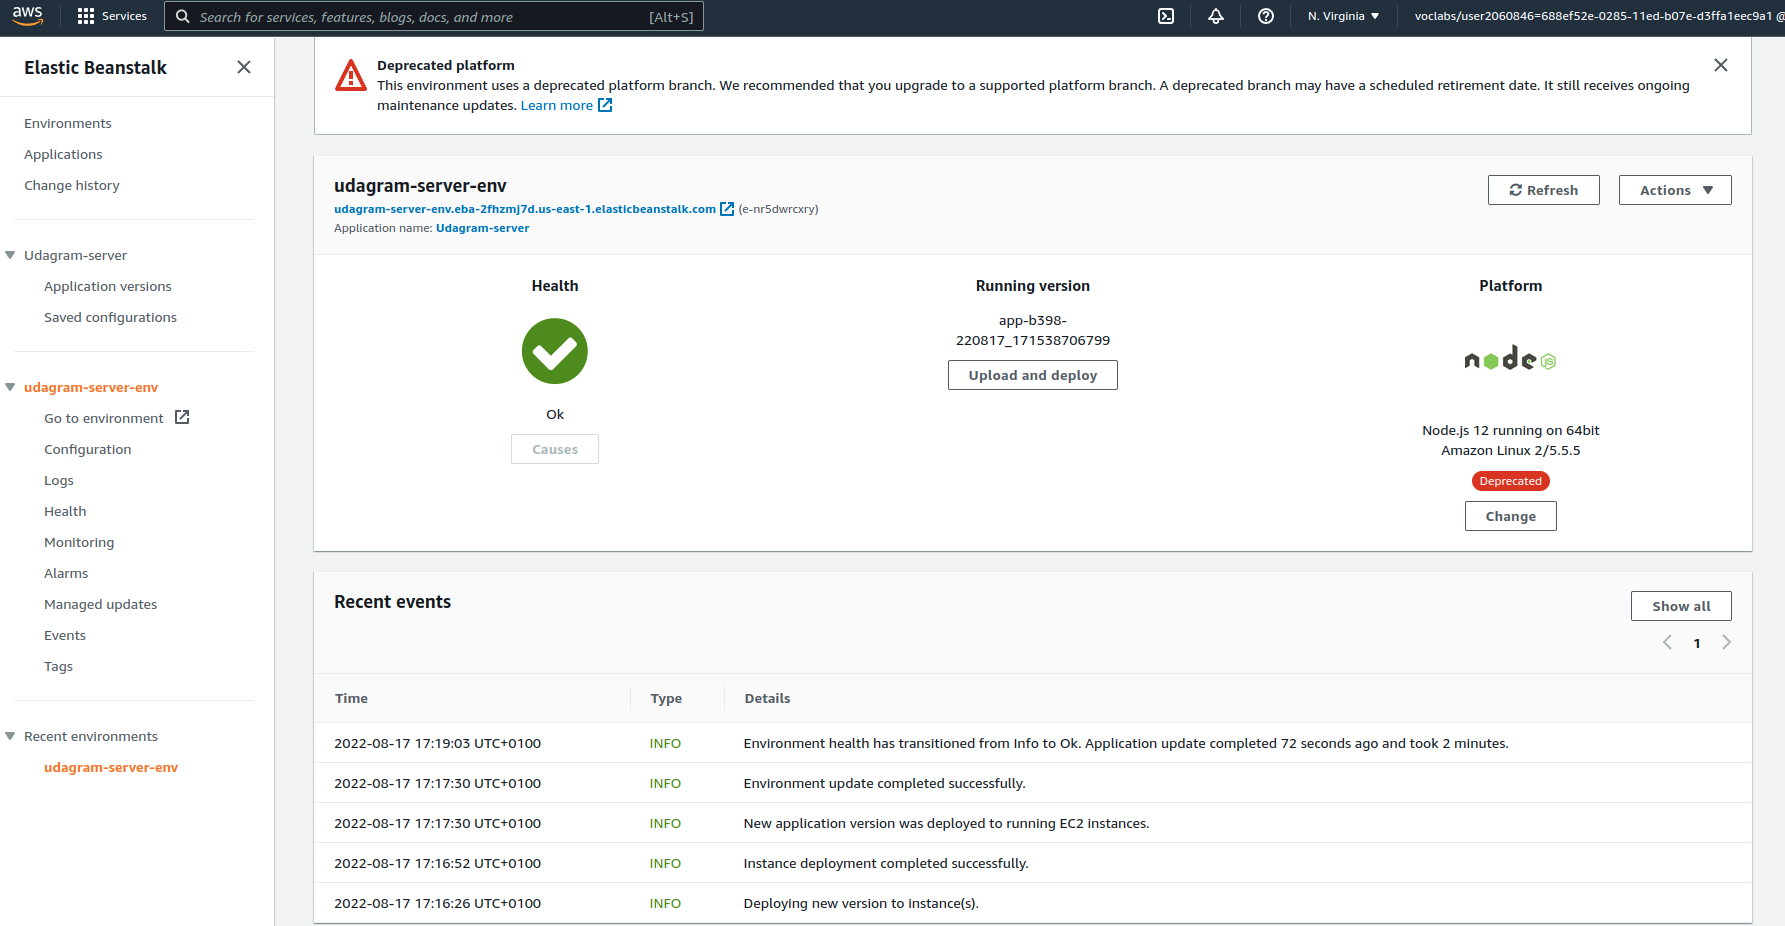 aws
Services
Search for services, features, blogs, docs, and more
[Alt+S]
N. Virginia
voclabs/user2060846=688ef52e-0285-11ed-b07e-d3ffa1eec9a1 @
Elastic Beanstalk
Environments
Applications
Change history
Udagram-server
Application versions
Saved configurations
udagram-server-env
Go to environment
Configuration
Logs
Health
Monitoring
Alarms
Managed updates
Events
Tags
Recent environments
udagram-server-env
Deprecated platform
This environment uses a deprecated platform branch. We recommended that you upgrade to a supported platform branch. A deprecated branch may have a scheduled retirement date. It still receives ongoing
maintenance updates. Learn more
udagram-server-env
udagram-server-env.eba-2fhzmj7d.us-east-1.elasticbeanstalk.com (e-nr5dwrcxry)
Application name: Udagram-server
Refresh
Actions
Health
Ok
Causes
Running version
app-b398-
220817_171538706799
Upload and deploy
Platform
node
JS
Node.js 12 running on 64bit
Amazon Linux 2/5.5.5
Deprecated
Change
Recent events
Show all
1
Time Type Details
2022-08-17 17:19:03 UTC+0100 INFO Environment health has transitioned from Info to Ok. Application update completed 72 seconds ago and took 2 minutes.
2022-08-17 17:17:30 UTC+0100 INFO Environment update completed successfully.
2022-08-17 17:17:30 UTC+0100 INFO New application version was deployed to running EC2 instances.
2022-08-17 17:16:52 UTC+0100 INFO Instance deployment completed successfully.
2022-08-17 17:16:26 UTC+0100 INFO Deploying new version to instance(s).